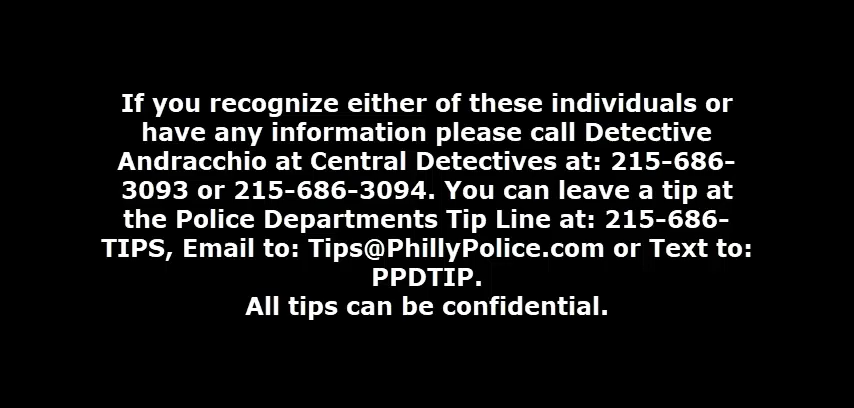 If you recognize either of these individuals or
have any information please call Detective
Andracchio at Central Detectives at: 215-686-
3093 or 215-686-3094. You can leave a tip at
the Police Departments Tip Line at: 215-686-
TIPS, Email to: Tips@PhillyPolice.com or Text to:
PPDTIP.
All tips can be confidential.